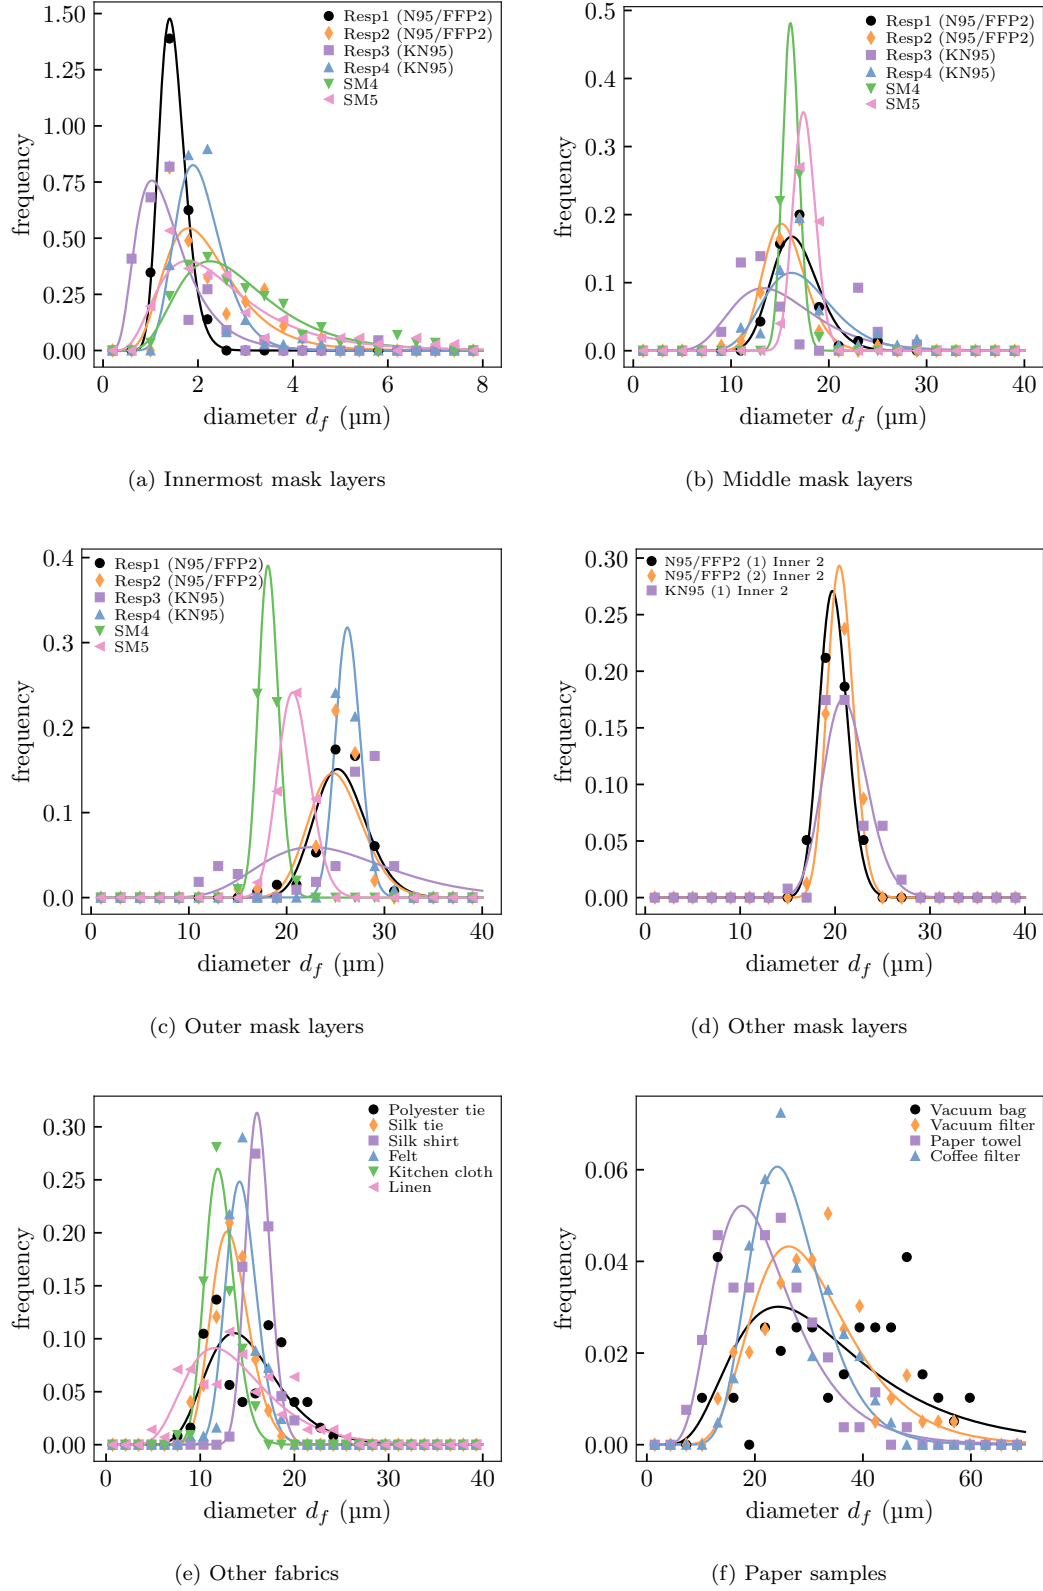 1.50
1.25
1.00
0.75
0.50
0.25
0.00
frequency
Resp1 (N95/FFP2)
Resp2 (N95/FFP2)
Resp3 (KN95)
Resp4 (KN95)
SM4
SM5
0 2 4 6 8
diameter d_f (µm)
(a) Innermost mask layers
0.5
0.4
0.3
0.2
0.1
0.0
frequency
Resp1 (N95/FFP2)
Resp2 (N95/FFP2)
Resp3 (KN95)
Resp4 (KN95)
SM4
SM5
0 10 20 30 40
diameter d_f (µm)
(b) Middle mask layers
0.4
0.3
0.2
0.1
0.0
frequency
Resp1 (N95/FFP2)
Resp2 (N95/FFP2)
Resp3 (KN95)
Resp4 (KN95)
SM4
SM5
0 10 20 30 40
diameter d_f (µm)
(c) Outer mask layers
0.30
0.25
0.20
0.15
0.10
0.05
0.00
frequency
N95/FFP2 (1) Inner 2
N95/FFP2 (2) Inner 2
KN95 (1) Inner 2
0 10 20 30 40
diameter d_f (µm)
(d) Other mask layers
0.30
0.25
0.20
0.15
0.10
0.05
0.00
frequency
Polyester tie
Silk tie
Silk shirt
Felt
Kitchen cloth
Linen
0 10 20 30 40
diameter d_f (µm)
(e) Other fabrics
0.06
0.04
0.02
0.00
frequency
Vacuum bag
Vacuum filter
Paper towel
Coffee filter
0 20 40 60
diameter d_f (µm)
(f) Paper samples